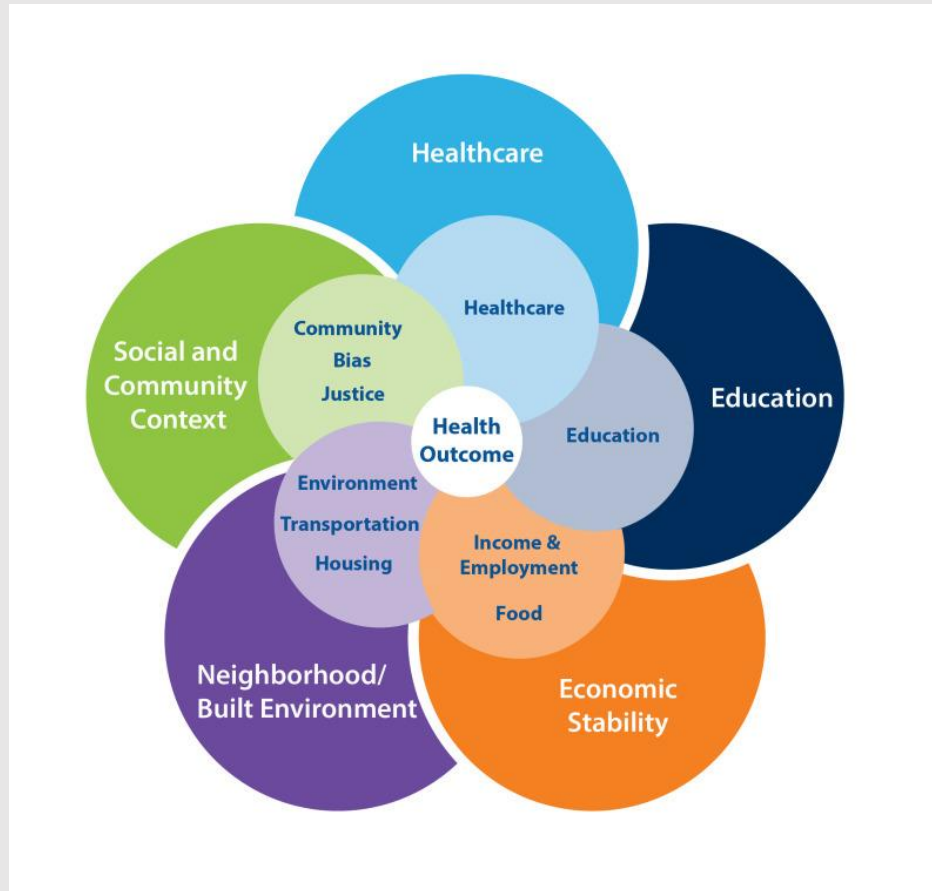 Healthcare
Healthcare
Education
Education
Economic
Stability
Income &
Employment
Food
Neighborhood/
Built Environment
Environment
Transportation
Housing
Social and
Community
Context
Community
Bias
Justice
Health
Outcome